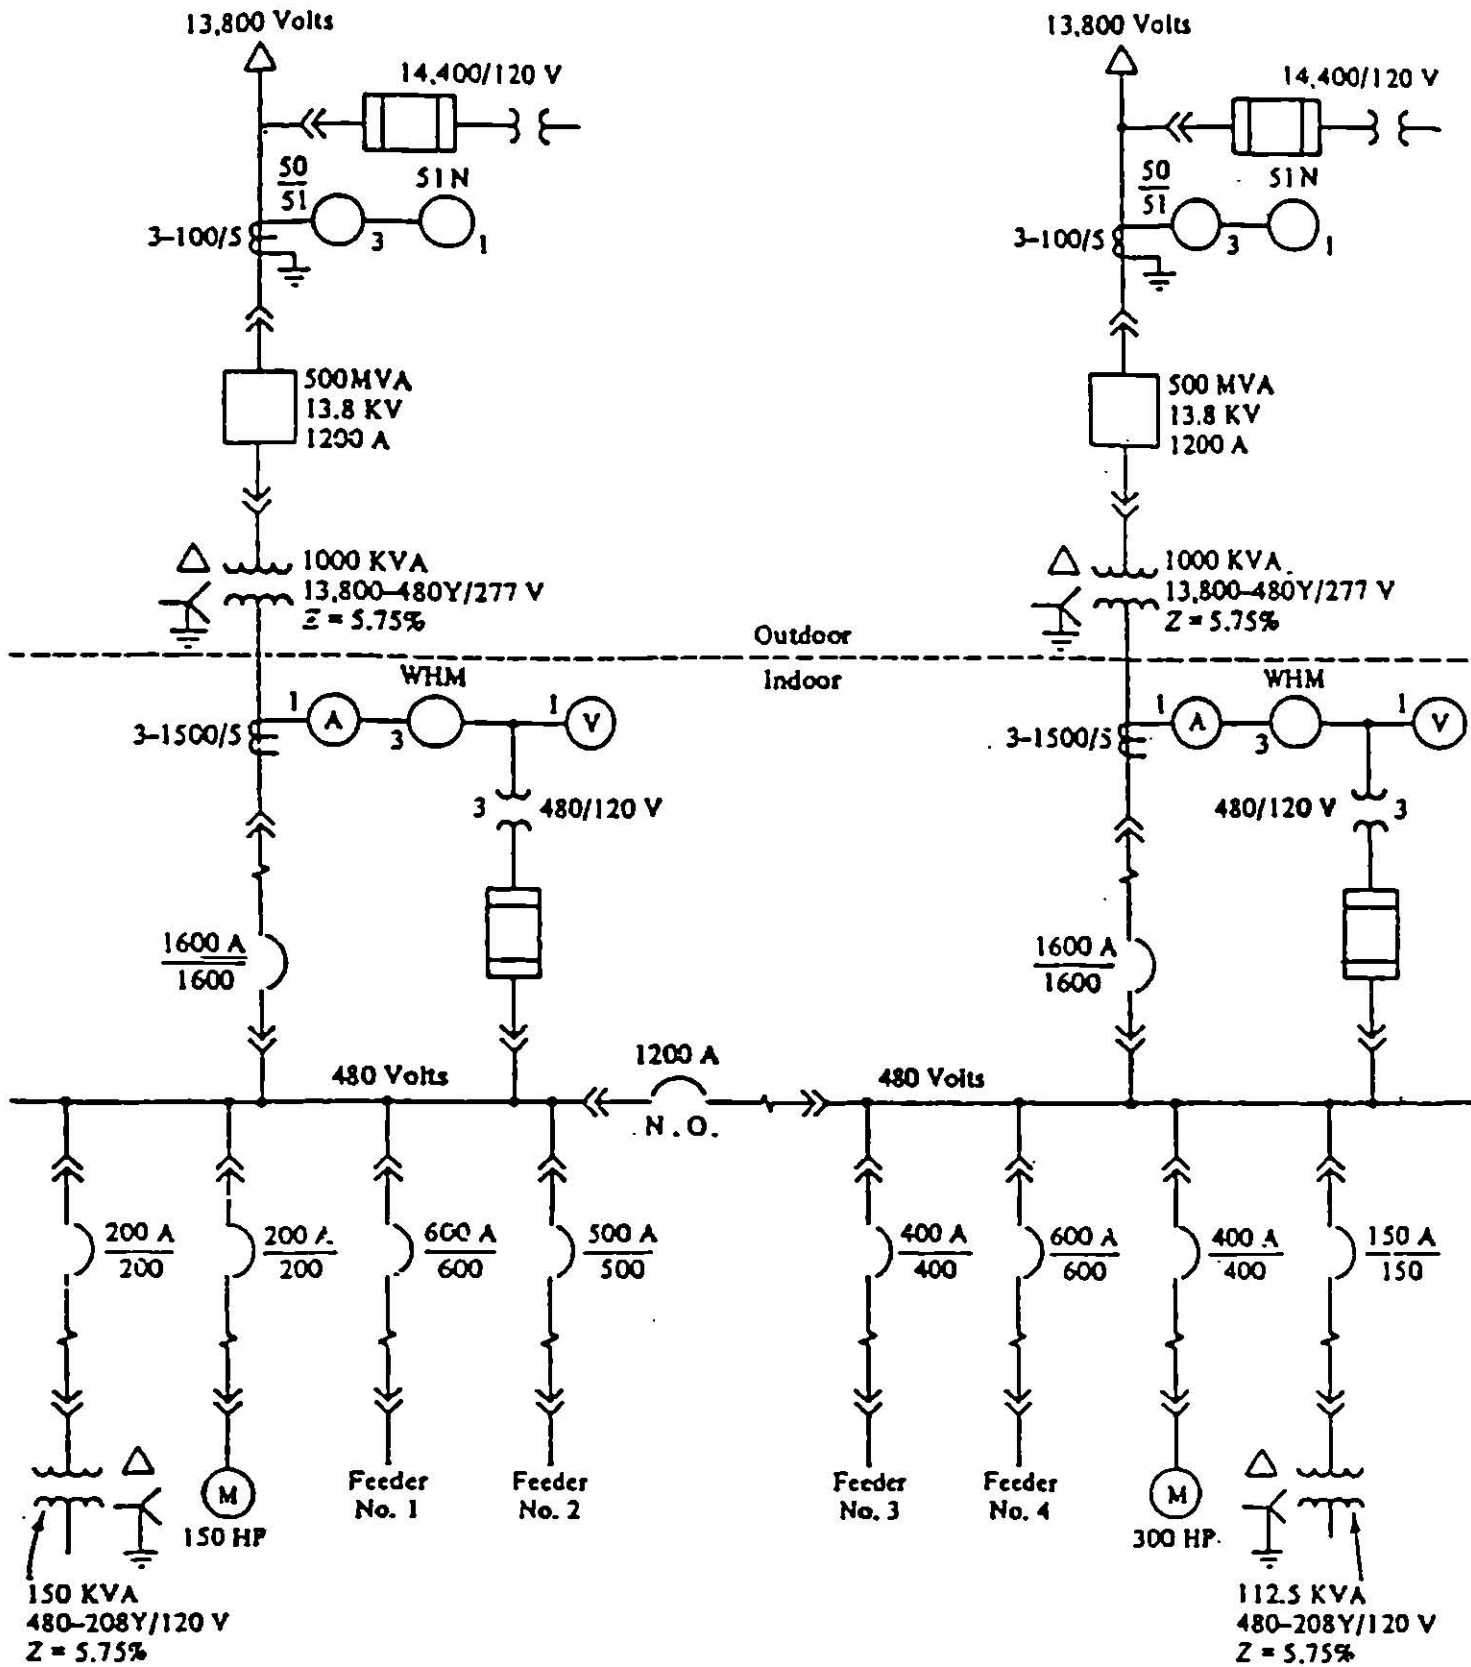 13,800 Volts
14,400/120 V
50
51
51N
3-100/5
3
1
500MVA
13.8 KV
1200 A
1000 KVA
13,800-480Y/277 V
Z = 5.75%
13,800 Volts
14,400/120 V
50
51
51N
3-100/5
3
1
500 MVA
13.8 KV
1200 A
1000 KVA
13,800-480Y/277 V
Z = 5.75%
Outdoor
Indoor
WHM
1
A
3
1
V
3-1500/5
3
480/120 V
1600 A
1600
WHM
1
A
3
1
V
3-1500/5
480/120 V
3
1600 A
1600
480 Volts
1200 A
N.O.
480 Volts
200 A
200
200 A
200
600 A
600
500 A
500
400 A
400
600 A
600
400 A
400
150 A
150
M
150 HP
Feeder
No. 1
Feeder
No. 2
Feeder
No. 3
Feeder
No. 4
M
300 HP
150 KVA
480-208Y/120 V
Z = 5.75%
112.5 KVA
480-208Y/120 V
Z = 5.75%